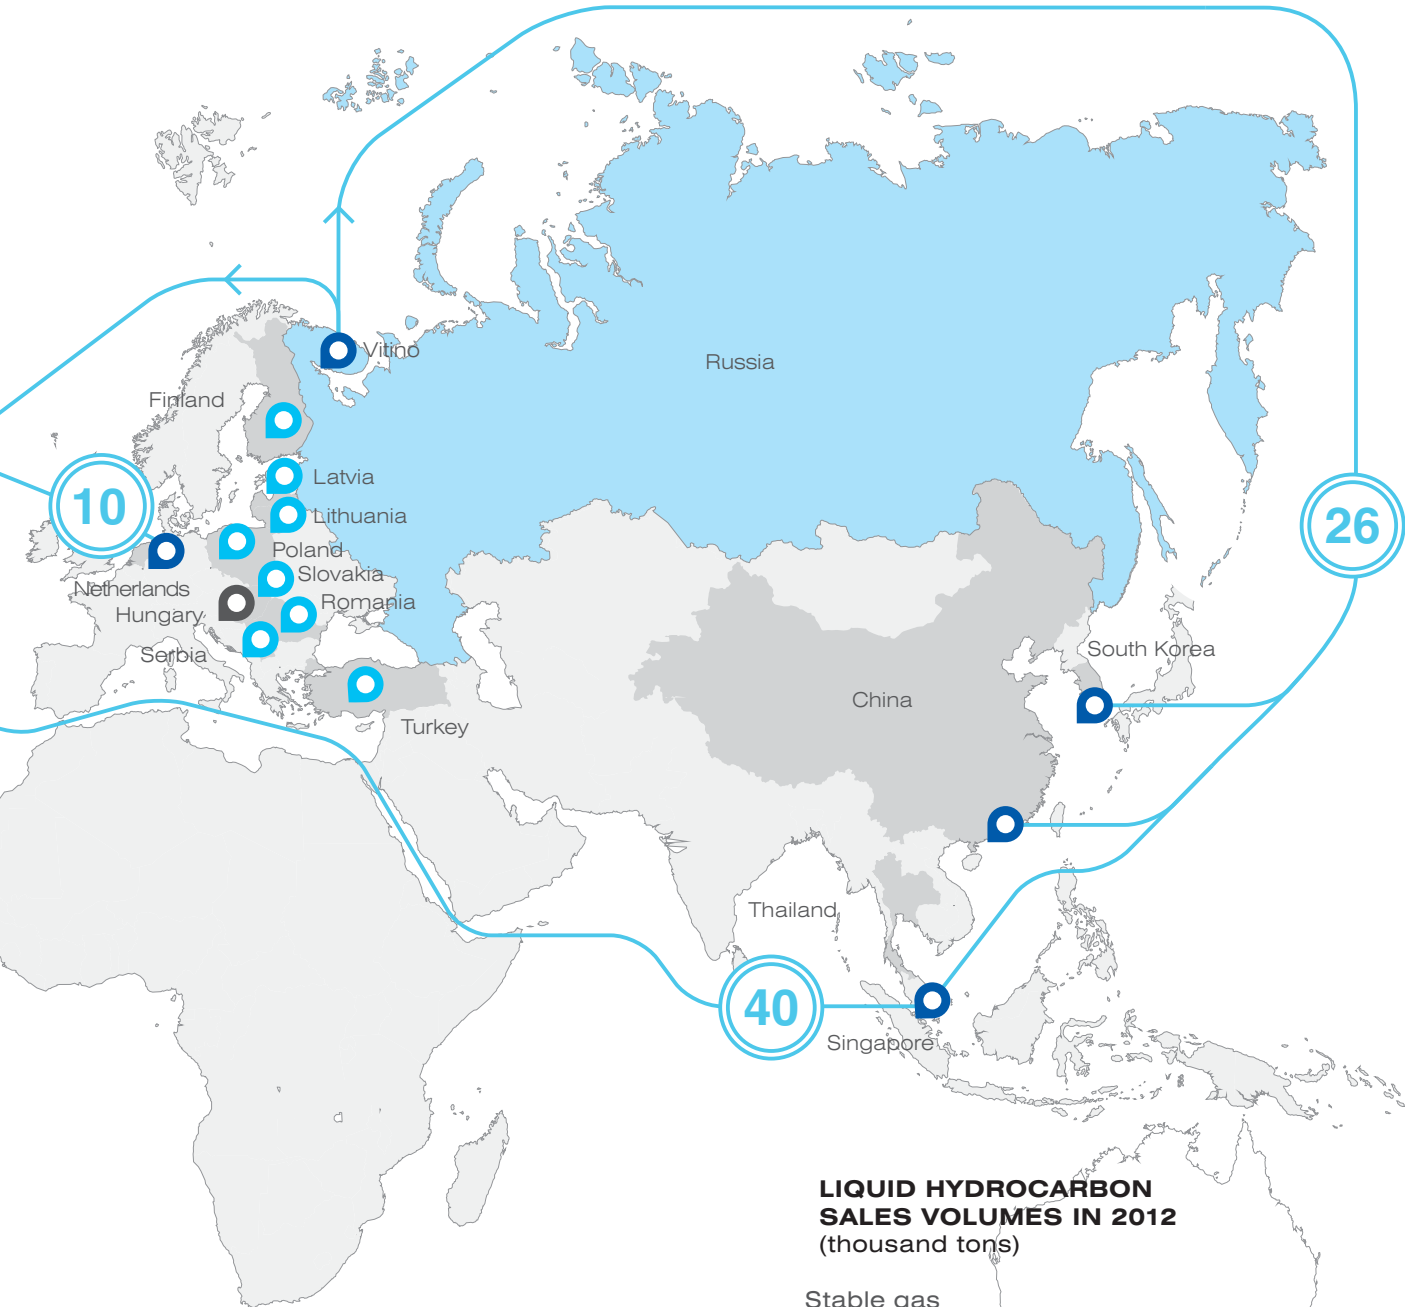 Vitino
Russia
Finland
Latvia
10
Lithuania
26
Poland
Slovakia
Netherlands
Romania
Hungary
South Korea
Serbia
China
Turkey
Thailand
40
Singapore
LIQUID HYDROCARBON
SALES VOLUMES IN 2012
(thousand tons)
Stable gas